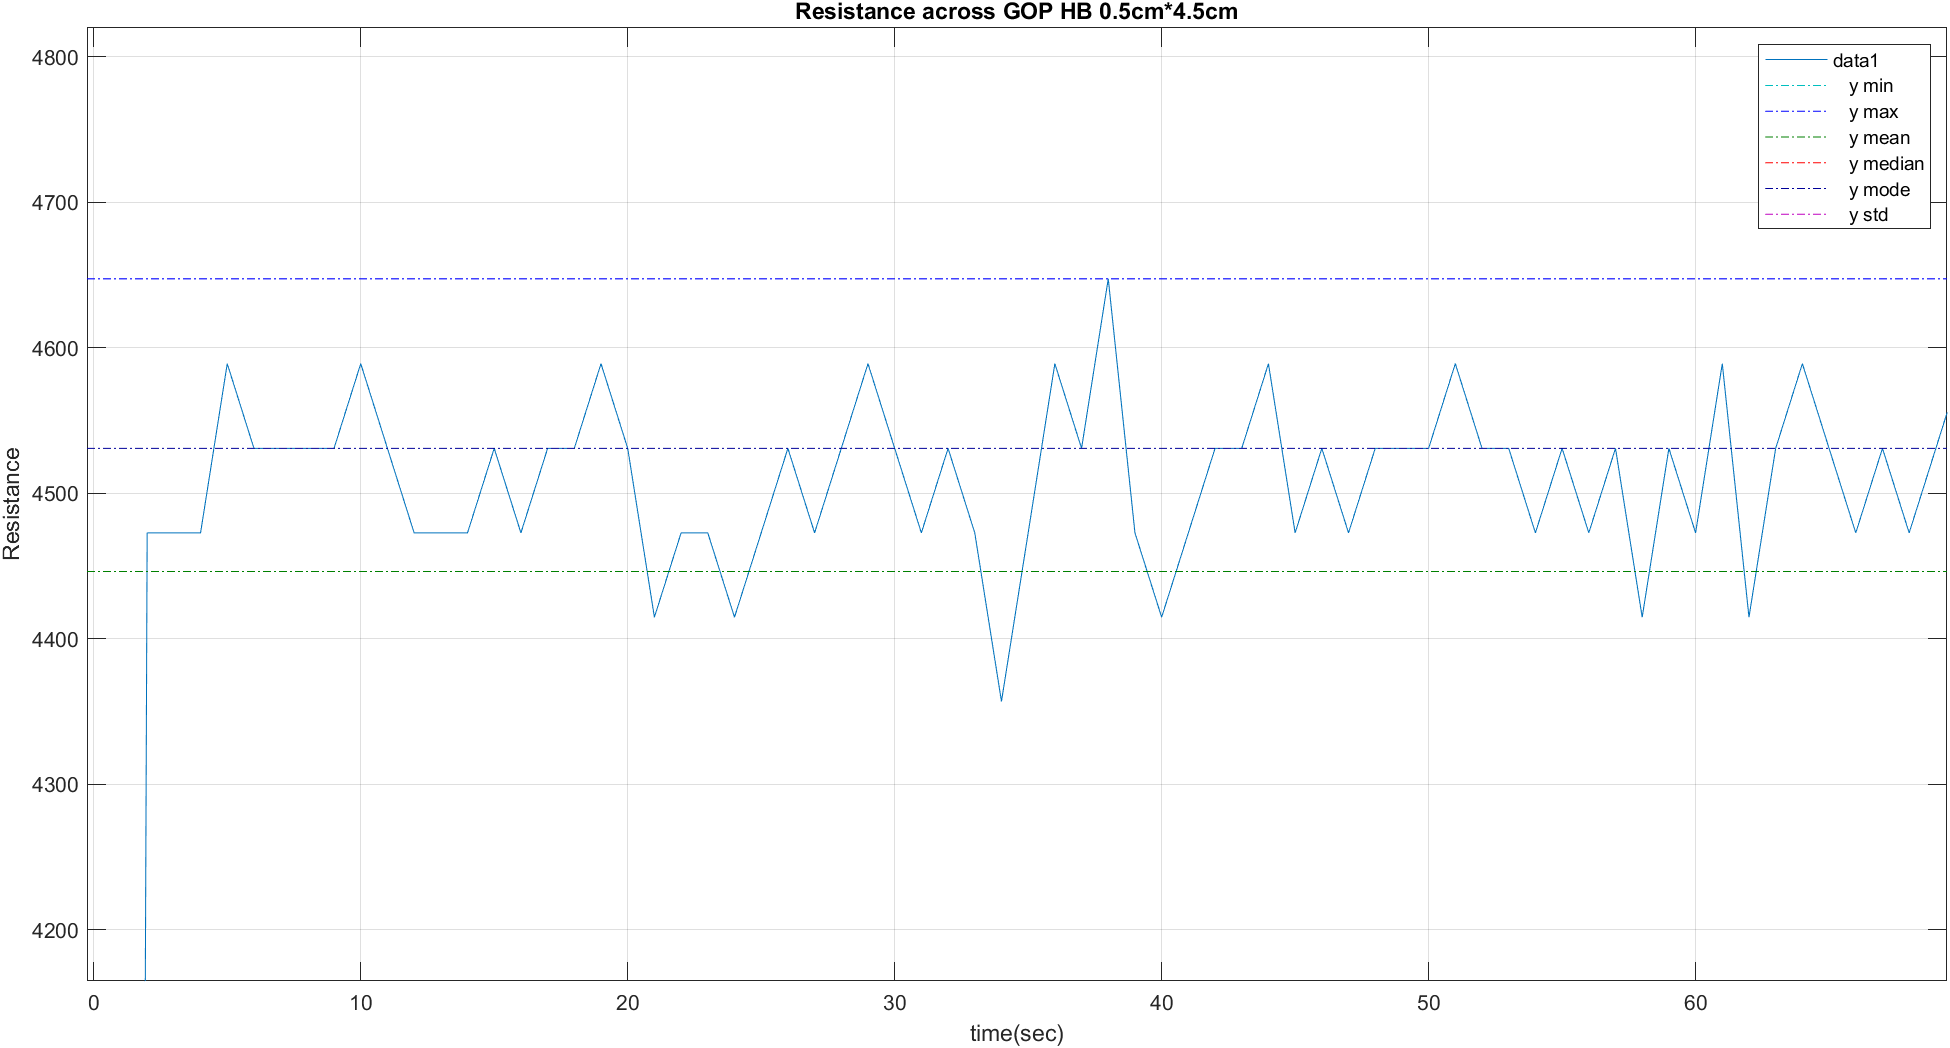 Resistance across GOP HB 0.5cm*4.5cm
4800
4700
4600
4500
4400
4300
4200
Resistance
0 10 20 30 40 50 60
time(sec)
data1
y min
y max
y mean
y median
y mode
y std